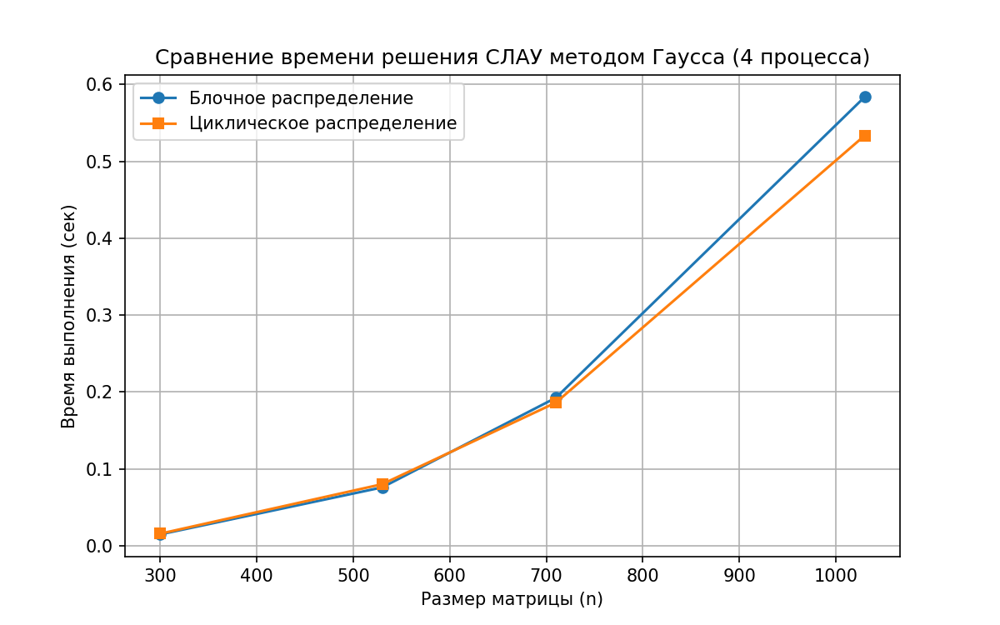 Сравнение времени решения СЛАУ методом Гаусса (4 процесса)
Блочное распределение
Циклическое распределение
Время выполнения (сек)
0.6
0.5
0.4
0.3
0.2
0.1
0.0
300 400 500 600 700 800 900 1000
Размер матрицы (n)